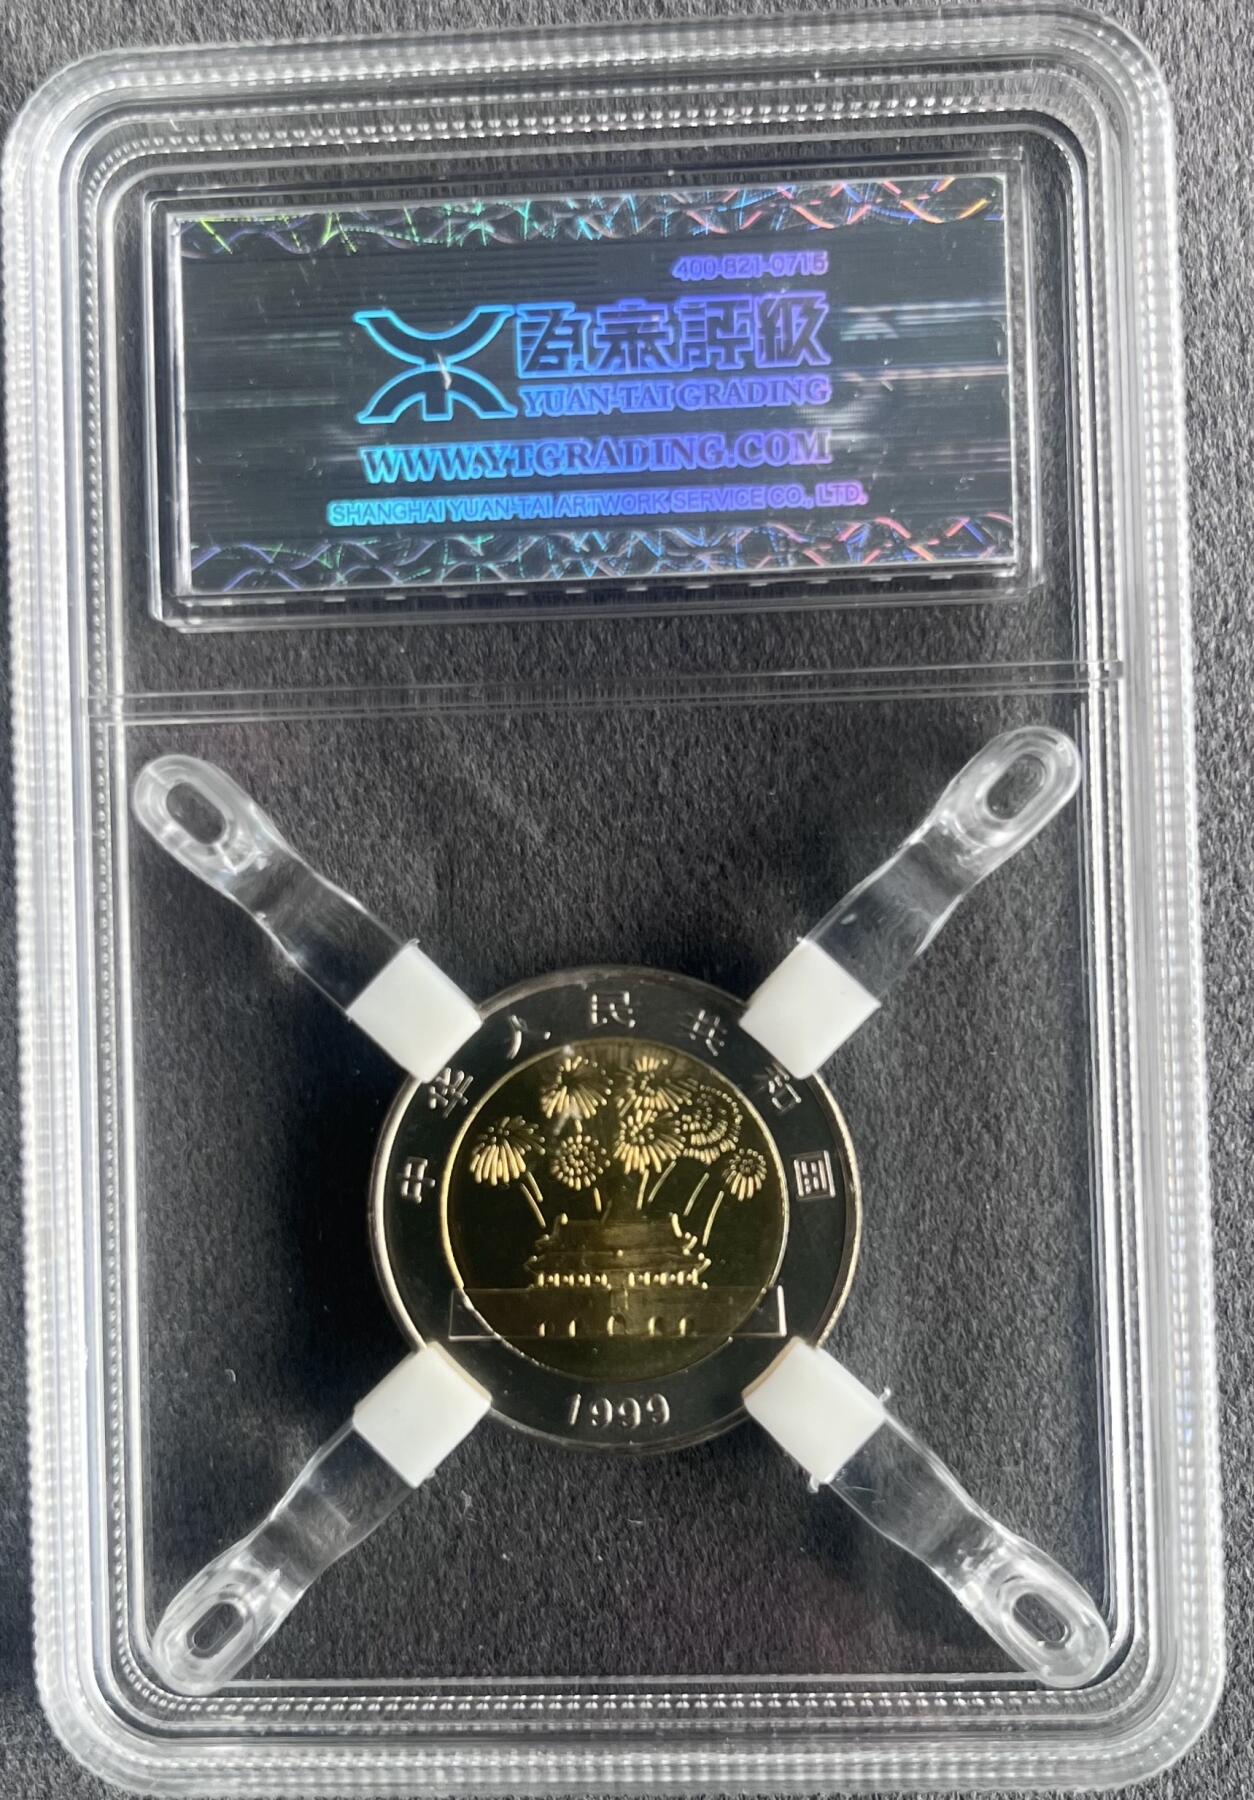 400-821-0715
源泰評級
YUAN-TAI GRADING
WWW.YTGRADING.COM
SHANGHAI YUAN-TAI ARTWORK SERVICE CO., LTD.
中华人民共和国
1999